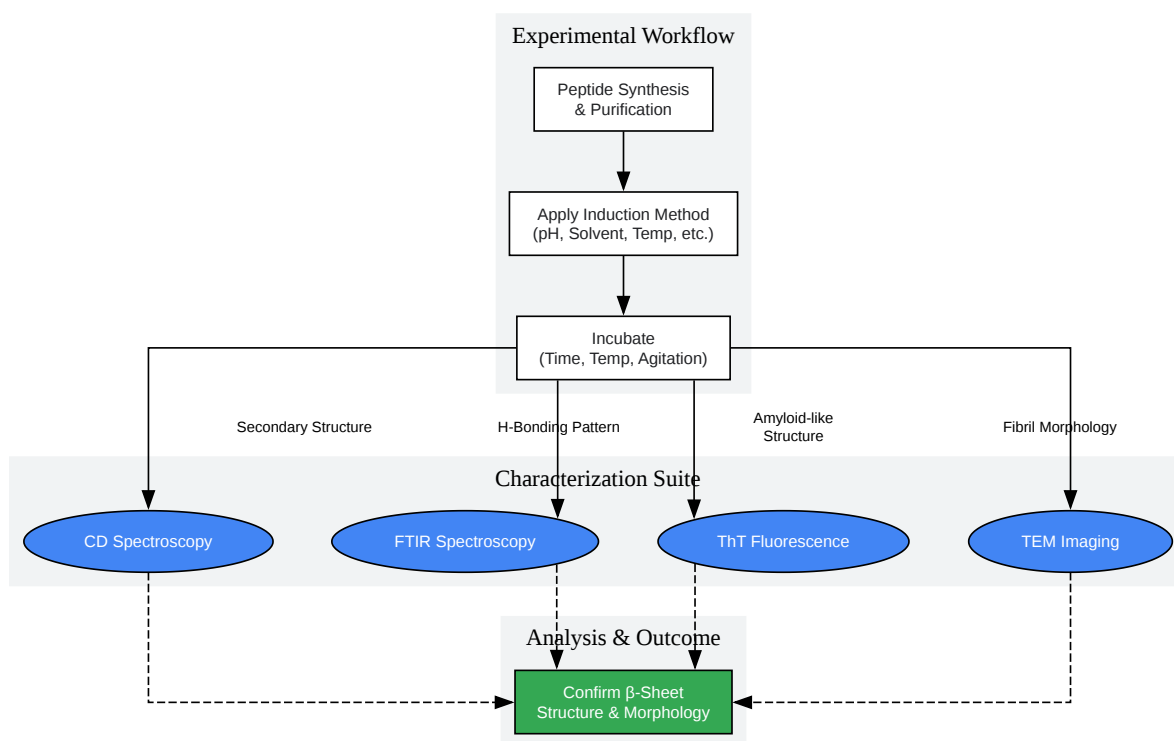 Experimental Workflow
Peptide Synthesis
& Purification
Apply Induction Method
(pH, Solvent, Temp, etc.)
Incubate
(Time, Temp, Agitation)
Secondary Structure
H-Bonding Pattern
Amyloid-like
Structure
Fibril Morphology
Characterization Suite
CD Spectroscopy
FTIR Spectroscopy
ThT Fluorescence
TEM Imaging
Analysis & Outcome
Confirm β-Sheet
Structure & Morphology